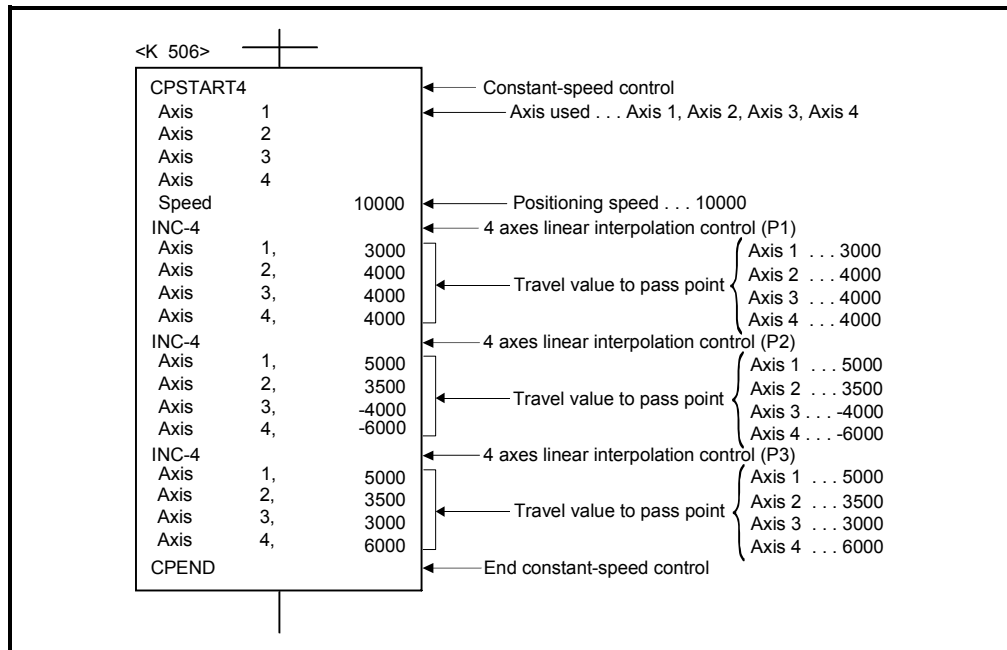 <K 506>
CPSTART4 Constant-speed control
Axis 1 Axis used . . . Axis 1, Axis 2, Axis 3, Axis 4
Axis 2
Axis 3
Axis 4
Speed 10000 Positioning speed . . . 10000
INC-4 4 axes linear interpolation control (P1)
Axis 1, 3000 Axis 1 . . . 3000
Axis 2, 4000 Travel value to pass point Axis 2 . . . 4000
Axis 3, 4000 Axis 3 . . . 4000
Axis 4, 4000 Axis 4 . . . 4000
INC-4 4 axes linear interpolation control (P2)
Axis 1, 5000 Axis 1 . . . 5000
Axis 2, 3500 Travel value to pass point Axis 2 . . . 3500
Axis 3, -4000 Axis 3 . . . -4000
Axis 4, -6000 Axis 4 . . . -6000
INC-4 4 axes linear interpolation control (P3)
Axis 1, 5000 Axis 1 . . . 5000
Axis 2, 3500 Travel value to pass point Axis 2 . . . 3500
Axis 3, 3000 Axis 3 . . . 3000
Axis 4, 6000 Axis 4 . . . 6000
CPEND End constant-speed control